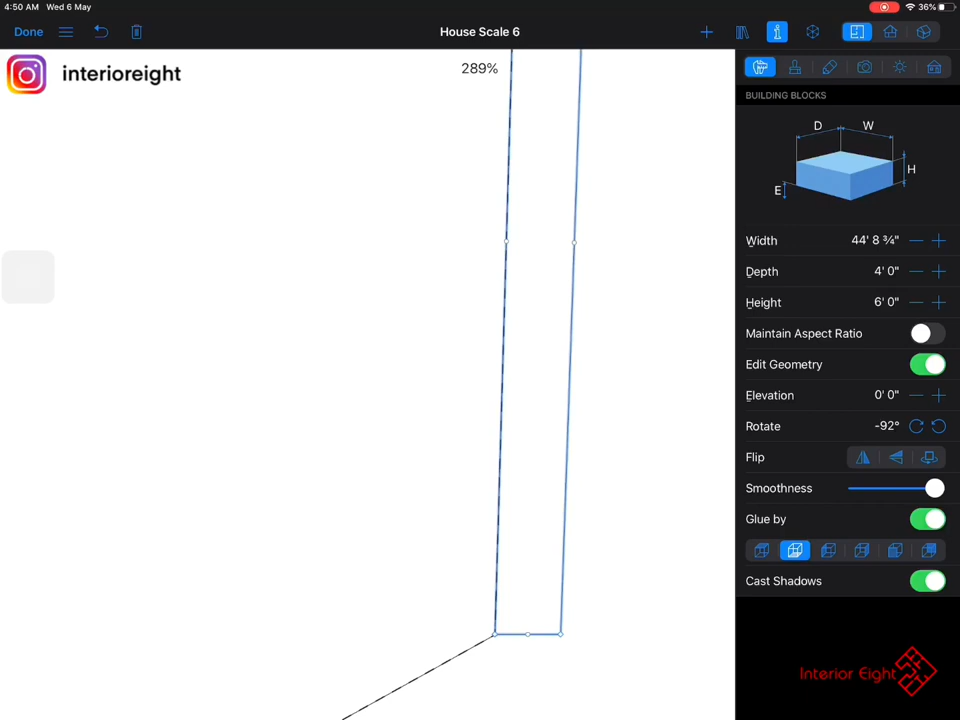 4:50 AM Wed 6 May
36%
Done
House Scale 6
interioreight
289%
BUILDING BLOCKS
D
W
H
E
Width 44' 8 ¾"
Depth 4' 0"
Height 6' 0"
Maintain Aspect Ratio
Edit Geometry
Elevation 0' 0"
Rotate -92°
Flip
Smoothness
Glue by
Cast Shadows
Interior Eight